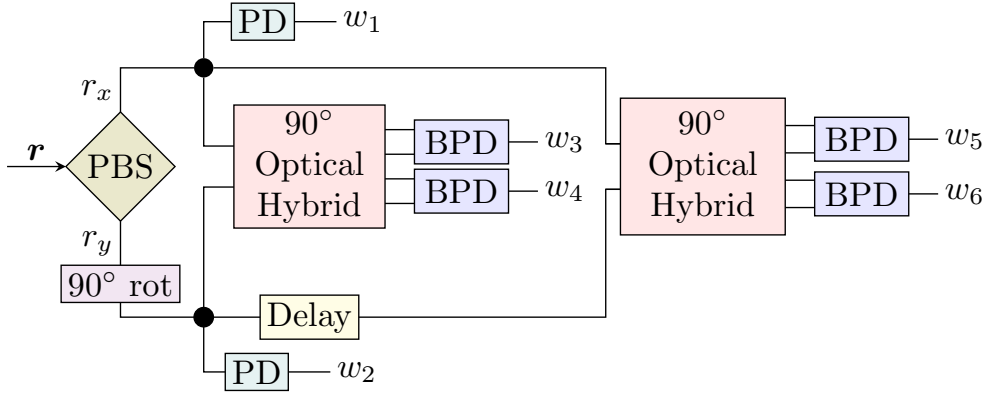 PD w₁
rₓ
90° Optical Hybrid
BPD w₃
BPD w₄
90° Optical Hybrid
BPD w₅
BPD w₆
r
PBS
r_y
90° rot
Delay
PD w₂